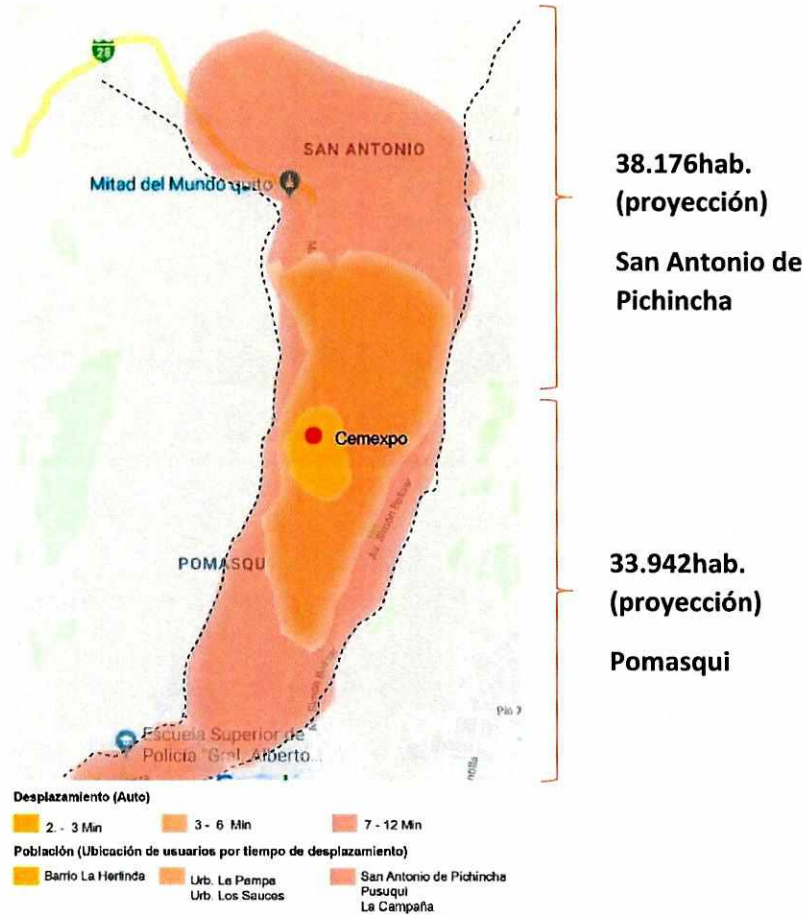 28
SAN ANTONIO
Mitad del Mundo quito
38.176hab.
(proyección)
San Antonio de
Pichincha
Cemexpo
Av. Simón Bolívar
POMASQU
33.942hab.
(proyección)
Pomasqui
Escuela Superior de
Policía "Gral. Alberto...
Desplazamiento (Auto)
2. - 3 Min
3 - 6 Min
7 - 12 Min
Población (Ubicación de usuarios por tiempo de desplazamiento)
Barrio La Herlinda
Urb. La Pampa
Urb. Los Sauces
San Antonio de Pichincha
Pusuqui
La Campaña